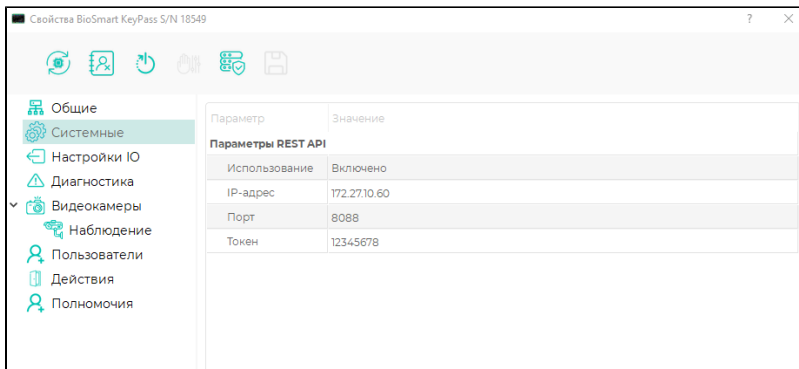 Свойства BioSmart KeyPass S/N 18549
?
Общие
Системные
Настройки IO
Диагностика
Видеокамеры
Наблюдение
Пользователи
Действия
Полномочия
Параметр Значение
Параметры REST API
Использование Включено
IP-адрес 172.27.10.60
Порт 8088
Токен 12345678